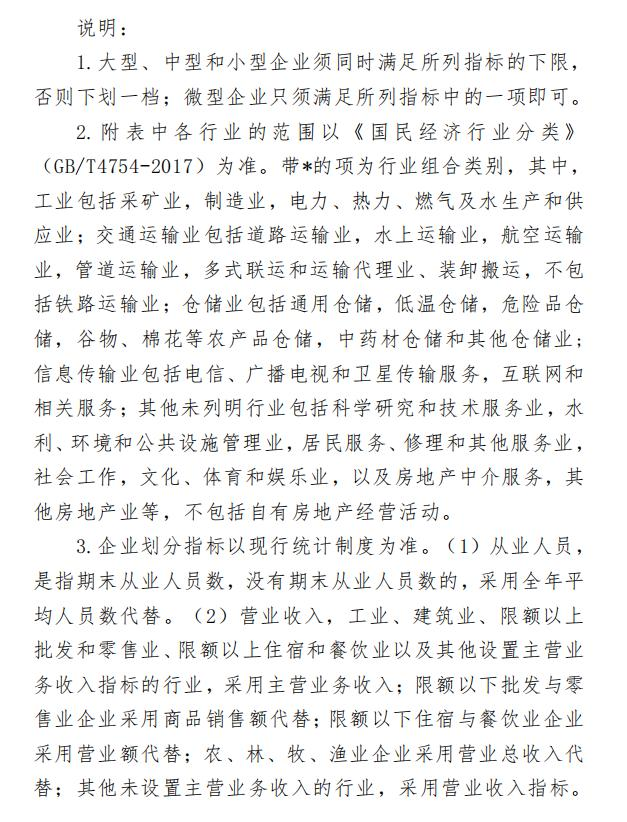 说明：
1.大型、中型和小型企业须同时满足所列指标的下限，
否则下划一档；微型企业只须满足所列指标中的一项即可。
2.附表中各行业的范围以《国民经济行业分类》
（GB/T4754-2017）为准。带*的项为行业组合类别，其中，
工业包括采矿业，制造业，电力、热力、燃气及水生产和供
应业；交通运输业包括道路运输业，水上运输业，航空运输
业，管道运输业，多式联运和运输代理业、装卸搬运，不包
括铁路运输业；仓储业包括通用仓储，低温仓储，危险品仓
储，谷物、棉花等农产品仓储，中药材仓储和其他仓储业；
信息传输业包括电信、广播电视和卫星传输服务，互联网和
相关服务；其他未列明行业包括科学研究和技术服务业，水
利、环境和公共设施管理业，居民服务、修理和其他服务业，
社会工作，文化、体育和娱乐业，以及房地产中介服务，其
他房地产业等，不包括自有房地产经营活动。
3.企业划分指标以现行统计制度为准。（1）从业人员，
是指期末从业人员数，没有期末从业人员数的，采用全年平
均人员数代替。（2）营业收入，工业、建筑业、限额以上
批发和零售业、限额以上住宿和餐饮业以及其他设置主营业
务收入指标的行业，采用主营业务收入；限额以下批发与零
售业企业采用商品销售额代替；限额以下住宿与餐饮业企业
采用营业额代替；农、林、牧、渔业企业采用营业总收入代
替；其他未设置主营业务收入的行业，采用营业收入指标。